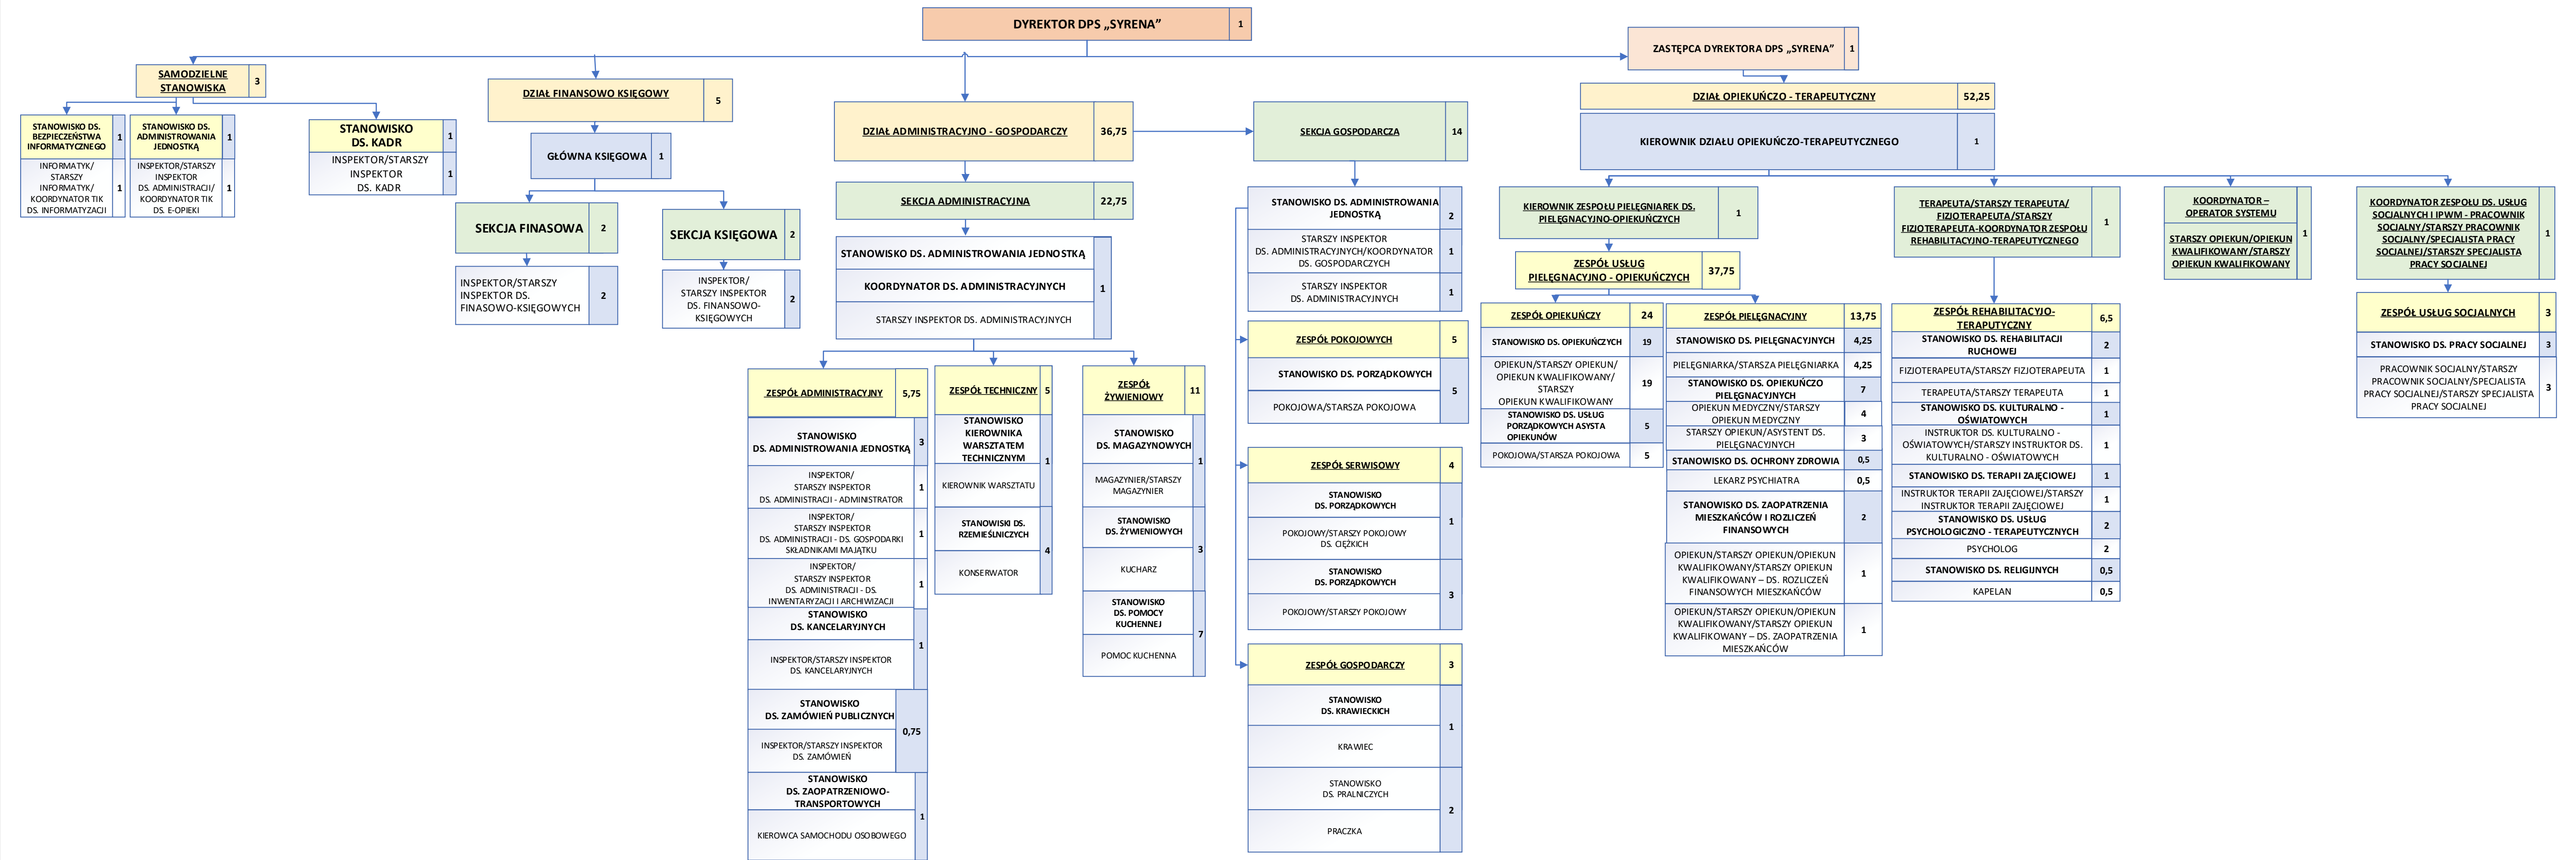 DYREKTOR DPS „SYRENA”
1
ZASTĘPCA DYREKTORA DPS „SYRENA”
1
SAMODZIELNE
STANOWISKA
3
STANOWISKO DS.
BEZPIECZEŃSTWA
INFORMATYCZNEGO
1
INFORMATYK/
STARSZY
INFORMATYK/
KOORDYNATOR TIK
DS. INFORMATYZACJI
1
STANOWISKO DS.
ADMINISTROWANIA
JEDNOSTKĄ
1
INSPEKTOR/STARSZY
INSPEKTOR
DS. ADMINISTRACJI/
KOORDYNATOR TIK
DS. E-OPIEKI
1
STANOWISKO
DS. KADR
1
INSPEKTOR/STARSZY
INSPEKTOR
DS. KADR
1
DZIAŁ FINANSOWO KSIĘGOWY
5
GŁÓWNA KSIĘGOWA
1
SEKCJA FINASOWA
2
INSPEKTOR/STARSZY
INSPEKTOR DS.
FINASOWO-KSIĘGOWYCH
2
SEKCJA KSIĘGOWA
2
INSPEKTOR/
STARSZY INSPEKTOR
DS. FINANSOWO-
KSIĘGOWYCH
2
DZIAŁ ADMINISTRACYJNO - GOSPODARCZY
36,75
SEKCJA ADMINISTRACYJNA
22,75
STANOWISKO DS. ADMINISTROWANIA JEDNOSTKĄ
KOORDYNATOR DS. ADMINISTRACYJNYCH
1
STARSZY INSPEKTOR DS. ADMINISTRACYJNYCH
ZESPÓŁ ADMINISTRACYJNY
5,75
STANOWISKO
DS. ADMINISTROWANIA JEDNOSTKĄ
3
INSPEKTOR/
STARSZY INSPEKTOR
DS. ADMINISTRACJI - ADMINISTRATOR
1
INSPEKTOR/
STARSZY INSPEKTOR
DS. ADMINISTRACJI - DS. GOSPODARKI
SKŁADNIKAMI MAJĄTKU
1
INSPEKTOR/
STARSZY INSPEKTOR
DS. ADMINISTRACJI - DS.
INWENTARYZACJI I ARCHIWIZACJI
1
STANOWISKO
DS. KANCELARYJNYCH
1
INSPEKTOR/STARSZY INSPEKTOR
DS. KANCELARYJNYCH
STANOWISKO
DS. ZAMÓWIEŃ PUBLICZNYCH
0,75
INSPEKTOR/STARSZY INSPEKTOR
DS. ZAMÓWIEŃ
STANOWISKO
DS. ZAOPATRZENIOWO-
TRANSPORTOWYCH
1
KIEROWCA SAMOCHODU OSOBOWEGO
ZESPÓŁ TECHNICZNY
5
STANOWISKO
KIEROWNIKA
WARSZTATEM
TECHNICZNYM
1
KIEROWNIK WARSZTATU
STANOWISKI DS.
RZEMIEŚLNICZYCH
4
KONSERWATOR
ZESPÓŁ
ŻYWIENIOWY
11
STANOWISKO
DS. MAGAZYNOWYCH
1
MAGAZYNIER/STARSZY
MAGAZYNIER
STANOWISKO
DS. ŻYWIENIOWYCH
3
KUCHARZ
STANOWISKO
DS. POMOCY
KUCHENNEJ
7
POMOC KUCHENNA
SEKCJA GOSPODARCZA
14
STANOWISKO DS. ADMINISTROWANIA
JEDNOSTKĄ
2
STARSZY INSPEKTOR
DS. ADMINISTRACYJNYCH/KOORDYNATOR
DS. GOSPODARCZYCH
1
STARSZY INSPEKTOR
DS. ADMINISTRACYJNYCH
1
ZESPÓŁ POKOJOWYCH
5
STANOWISKO DS. PORZĄDKOWYCH
5
POKOJOWA/STARSZA POKOJOWA
ZESPÓŁ SERWISOWY
4
STANOWISKO
DS. PORZĄDKOWYCH
1
POKOJOWY/STARSZY POKOJOWY
DS. CIĘŻKICH
STANOWISKO
DS. PORZĄDKOWYCH
3
POKOJOWY/STARSZY POKOJOWY
ZESPÓŁ GOSPODARCZY
3
STANOWISKO
DS. KRAWIECKICH
1
KRAWIEC
STANOWISKO
DS. PRALNICZYCH
2
PRACZKA
DZIAŁ OPIEKUŃCZO - TERAPEUTYCZNY
52,25
KIEROWNIK DZIAŁU OPIEKUŃCZO-TERAPEUTYCZNEGO
1
KIEROWNIK ZESPOŁU PIELĘGNIAREK DS.
PIELĘGNACYJNO-OPIEKUŃCZYCH
1
ZESPÓŁ USŁUG
PIELĘGNACYJNO - OPIEKUŃCZYCH
37,75
ZESPÓŁ OPIEKUŃCZY
24
STANOWISKO DS. OPIEKUŃCZYCH
19
OPIEKUN/STARSZY OPIEKUN/
OPIEKUN KWALIFIKOWANY/
STARSZY
OPIEKUN KWALIFIKOWANY
19
STANOWISKO DS. USŁUG
PORZĄDKOWYCH ASYSTA
OPIEKUNÓW
5
POKOJOWA/STARSZA POKOJOWA
5
ZESPÓŁ PIELĘGNACYJNY
13,75
STANOWISKO DS. PIELĘGNACYJNYCH
4,25
PIELĘGNIARKA/STARSZA PIELĘGNIARKA
4,25
STANOWISKO DS. OPIEKUŃCZO
PIELĘGNACYJNYCH
7
OPIEKUN MEDYCZNY/STARSZY
OPIEKUN MEDYCZNY
4
STARSZY OPIEKUN/ASYSTENT DS.
PIELĘGNACYJNYCH
3
STANOWISKO DS. OCHRONY ZDROWIA
0,5
LEKARZ PSYCHIATRA
0,5
STANOWISKO DS. ZAOPATRZENIA
MIESZKAŃCÓW I ROZLICZEŃ
FINANSOWYCH
2
OPIEKUN/STARSZY OPIEKUN/OPIEKUN
KWALIFIKOWANY/STARSZY OPIEKUN
KWALIFIKOWANY – DS. ROZLICZEŃ
FINANSOWYCH MIESZKAŃCÓW
1
OPIEKUN/STARSZY OPIEKUN/OPIEKUN
KWALIFIKOWANY/STARSZY OPIEKUN
KWALIFIKOWANY – DS. ZAOPATRZENIA
MIESZKAŃCÓW
1
TERAPEUTA/STARSZY TERAPEUTA/
FIZJOTERAPEUTA/STARSZY
FIZJOTERAPEUTA-KOORDYNATOR ZESPOŁU
REHABILITACYJNO-TERAPEUTYCZNEGO
1
ZESPÓŁ REHABILITACYJO-
TERAPUTYCZNY
6,5
STANOWISKO DS. REHABILITACJI
RUCHOWEJ
2
FIZJOTERAPEUTA/STARSZY FIZJOTERAPEUTA
1
TERAPEUTA/STARSZY TERAPEUTA
1
STANOWISKO DS. KULTURALNO -
OŚWIATOWYCH
1
INSTRUKTOR DS. KULTURALNO -
OŚWIATOWYCH/STARSZY INSTRUKTOR DS.
KULTURALNO - OŚWIATOWYCH
1
STANOWISKO DS. TERAPII ZAJĘCIOWEJ
1
INSTRUKTOR TERAPII ZAJĘCIOWEJ/STARSZY
INSTRUKTOR TERAPII ZAJĘCIOWEJ
1
STANOWISKO DS. USŁUG
PSYCHOLOGICZNO - TERAPEUTYCZNYCH
2
PSYCHOLOG
2
STANOWISKO DS. RELIGIJNYCH
0,5
KAPELAN
0,5
KOORDYNATOR –
OPERATOR SYSTEMU
STARSZY OPIEKUN/OPIEKUN
KWALIFIKOWANY/STARSZY
OPIEKUN KWALIFIKOWANY
1
KOORDYNATOR ZESPOŁU DS. USŁUG
SOCJALNYCH I IPWM - PRACOWNIK
SOCJALNY/STARSZY PRACOWNIK
SOCJALNY/SPECJALISTA PRACY
SOCJALNEJ/STARSZY SPECJALISTA
PRACY SOCJALNEJ
1
ZESPÓŁ USŁUG SOCJALNYCH
3
STANOWISKO DS. PRACY SOCJALNEJ
3
PRACOWNIK SOCJALNY/STARSZY
PRACOWNIK SOCJALNY/SPECJALISTA
PRACY SOCJALNEJ/STARSZY SPECJALISTA
PRACY SOCJALNEJ
3